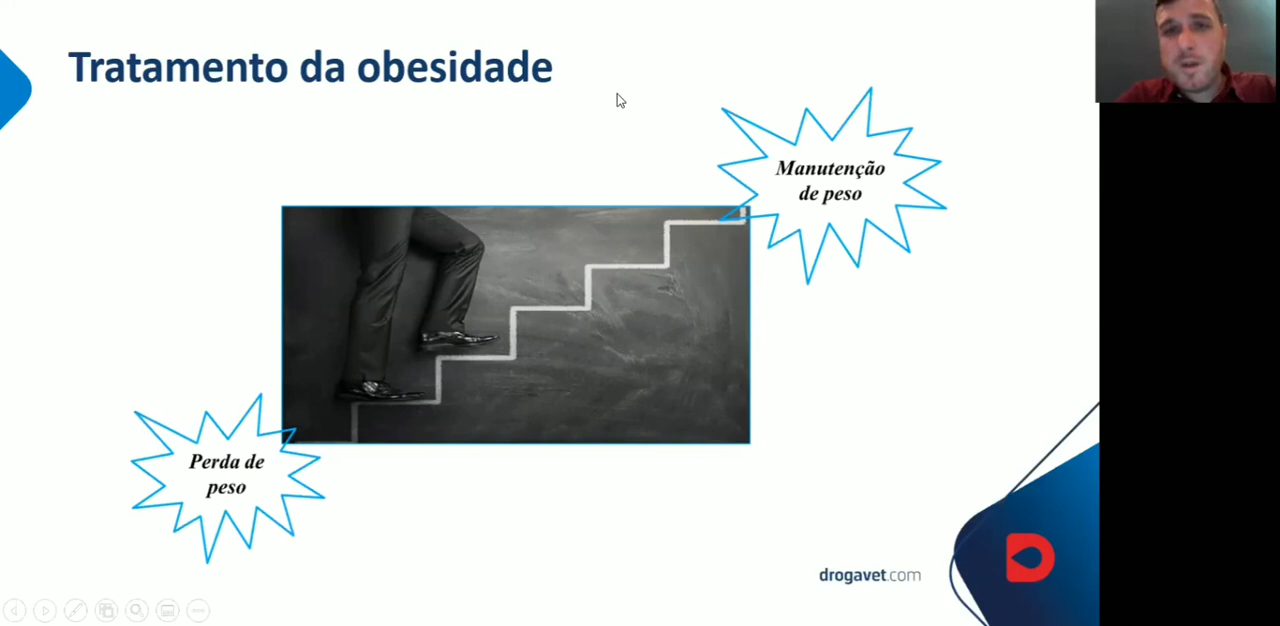 Tratamento da obesidade
Manutenção
de peso
Perda de
peso
drogavet.com